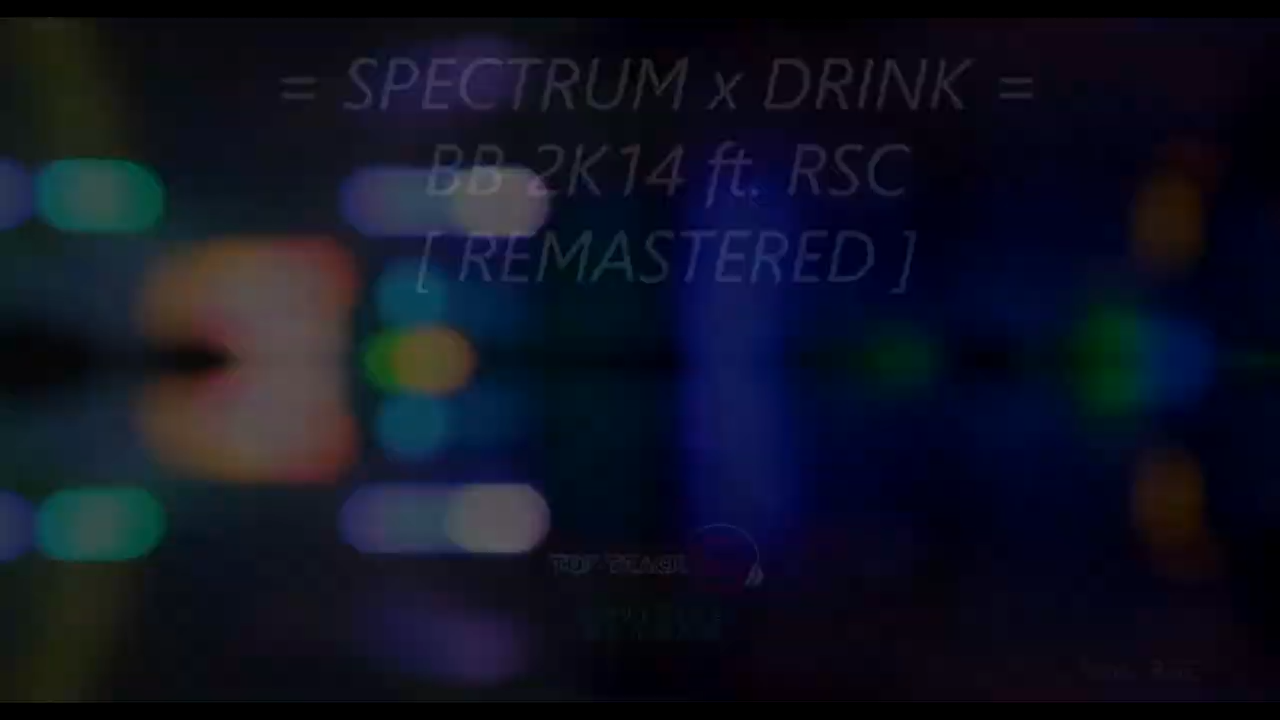 = SPECTRUM x DRINK =
BB 2K14 ft. RSC
[ REMASTERED ]